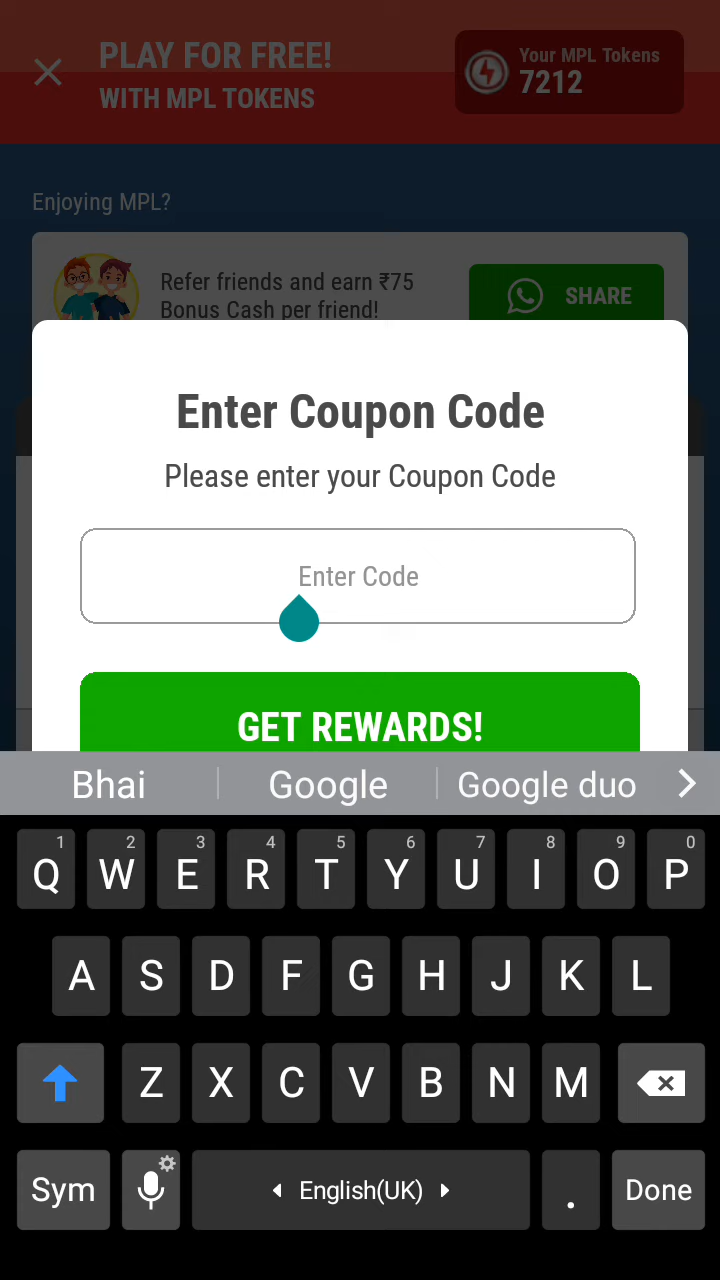 PLAY FOR FREE!
WITH MPL TOKENS
Your MPL Tokens
7212
Enjoying MPL?
Refer friends and earn ₹75
Bonus Cash per friend!
SHARE
Enter Coupon Code
Please enter your Coupon Code
Enter Code
GET REWARDS!
Bhai Google Google duo
1 2 3 4 5 6 7 8 9 0
Q W E R T Y U I O P
A S D F G H J K L
Z X C V B N M
Sym English(UK) . Done